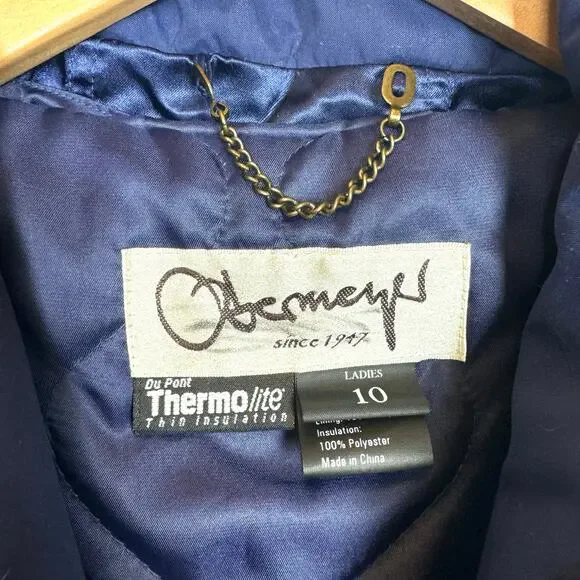 Obermeyer
since 1947
Du Pont
Thermolite®
Thin Insulation
LADIES
10
Insulation:
100% Polyester
Made in China